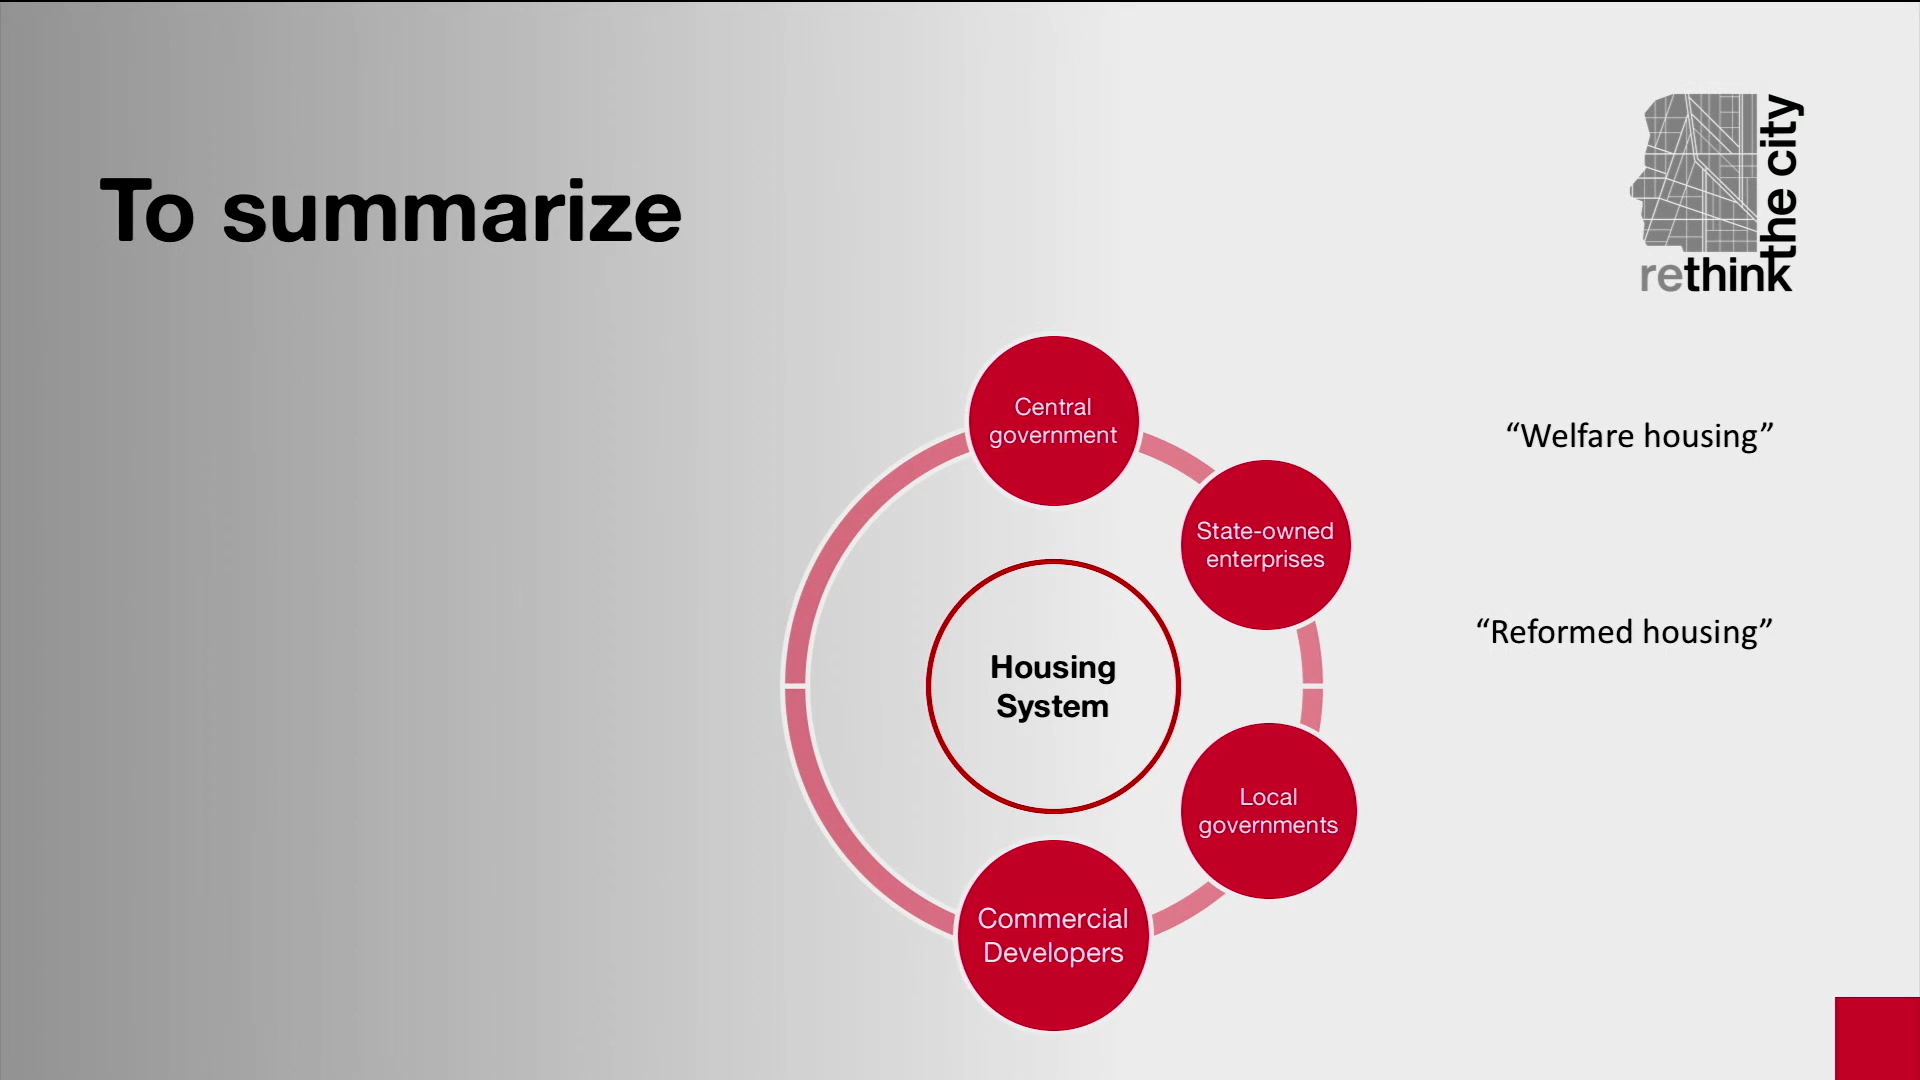 To summarize
the city
rethink
Central
government
“Welfare housing”
State-owned
enterprises
“Reformed housing”
Housing
System
Local
governments
Commercial
Developers